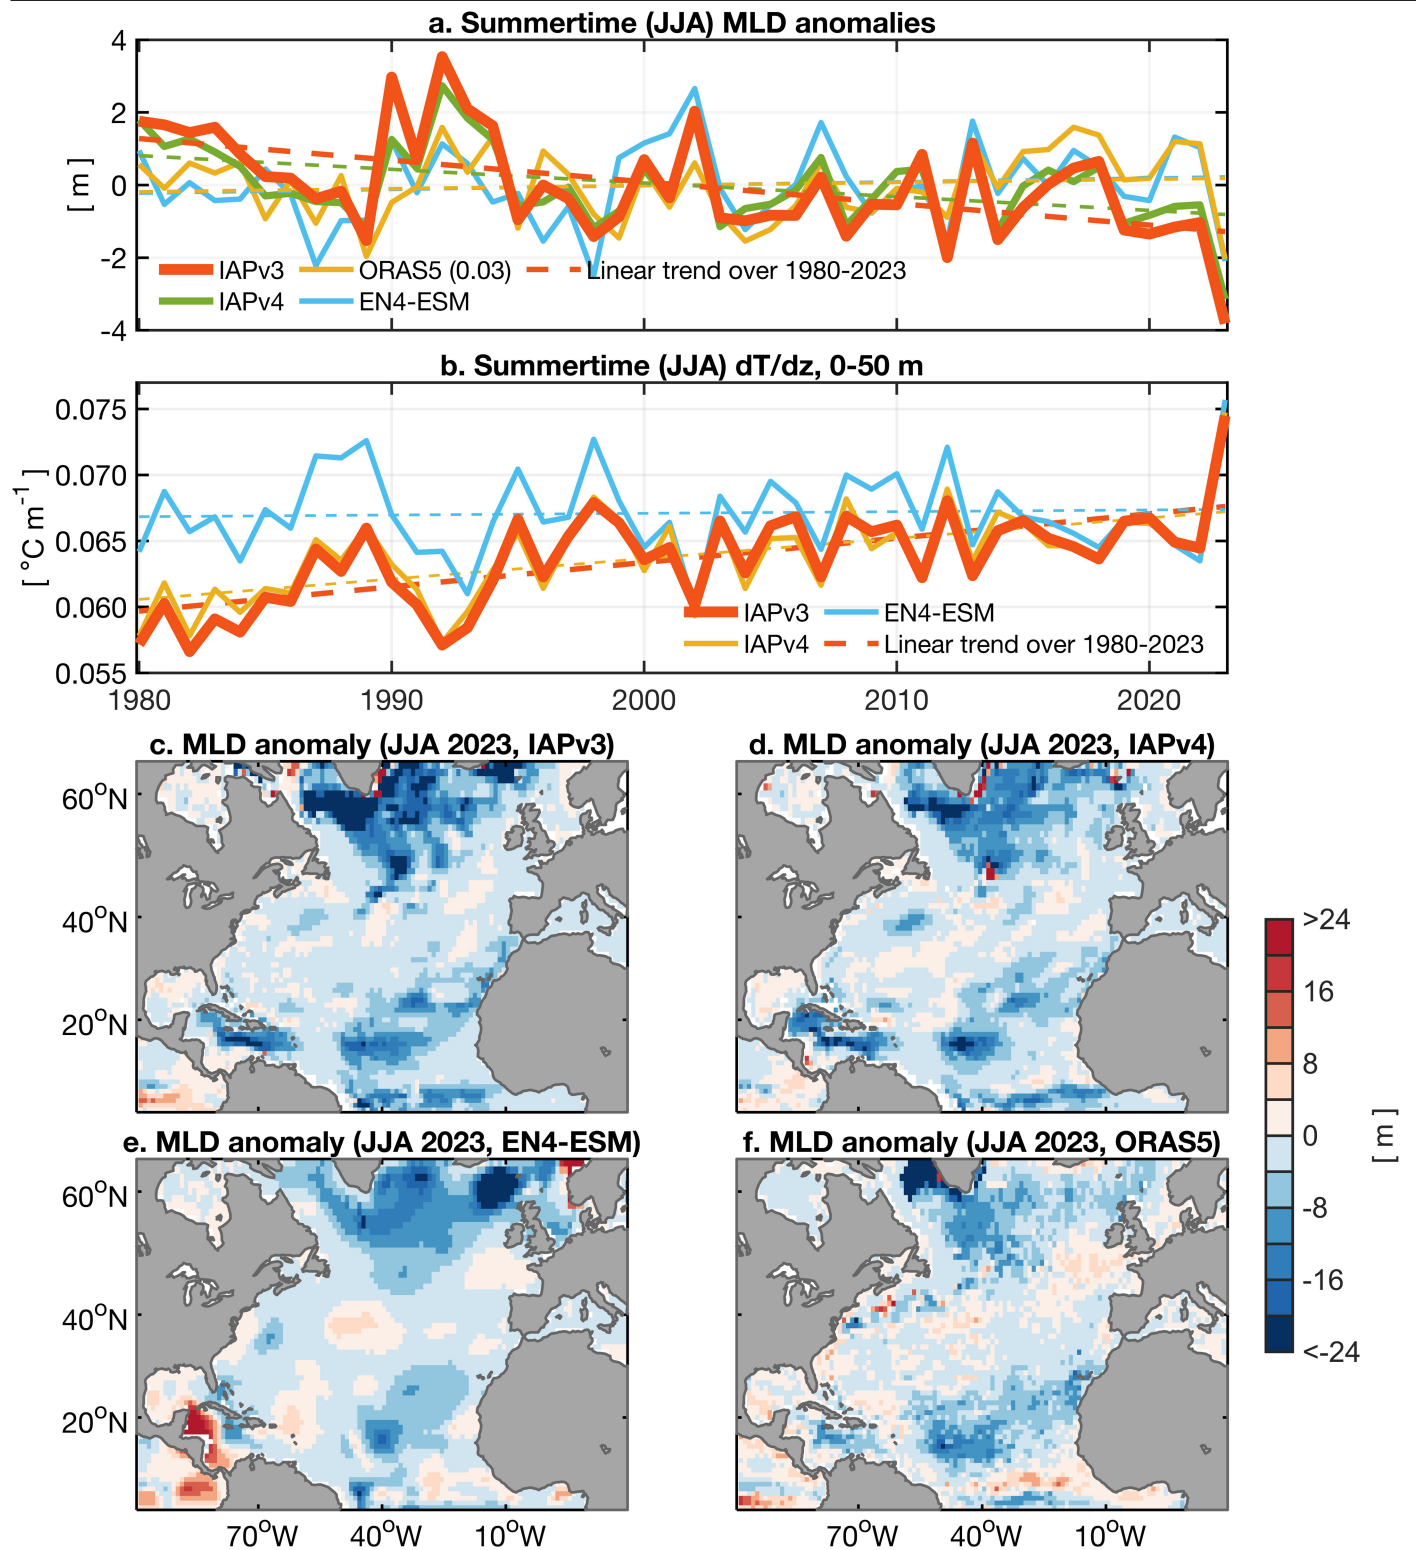 a. Summertime (JJA) MLD anomalies
4
2
0
-2
-4
[ m ]
IAPv3 ORAS5 (0.03) Linear trend over 1980-2023
IAPv4 EN4-ESM
b. Summertime (JJA) dT/dz, 0-50 m
0.075
0.070
0.065
0.060
0.055
[ °C m⁻¹ ]
IAPv3 EN4-ESM
IAPv4 Linear trend over 1980-2023
1980 1990 2000 2010 2020
c. MLD anomaly (JJA 2023, IAPv3)
60°N
40°N
20°N
d. MLD anomaly (JJA 2023, IAPv4)
e. MLD anomaly (JJA 2023, EN4-ESM)
60°N
40°N
20°N
70°W 40°W 10°W
f. MLD anomaly (JJA 2023, ORAS5)
70°W 40°W 10°W
>24
16
8
0
-8
-16
<-24
[ m ]